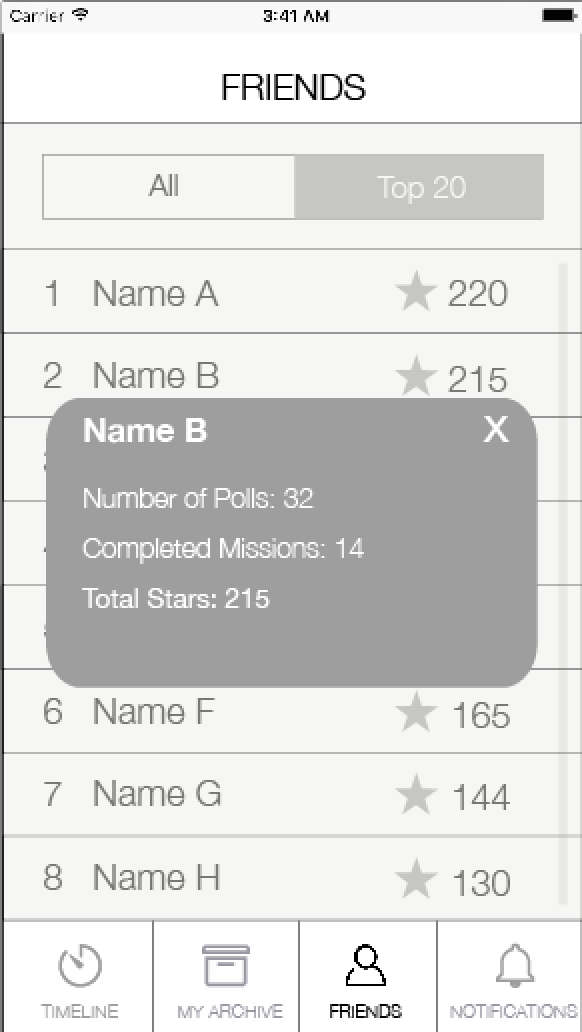 Carrier 3:41 AM
FRIENDS
All Top 20
1 Name A 220
2 Name B 215
Name B X
Number of Polls: 32
Completed Missions: 14
Total Stars: 215
6 Name F 165
7 Name G 144
8 Name H 130
TIMELINE MY ARCHIVE FRIENDS NOTIFICATIONS